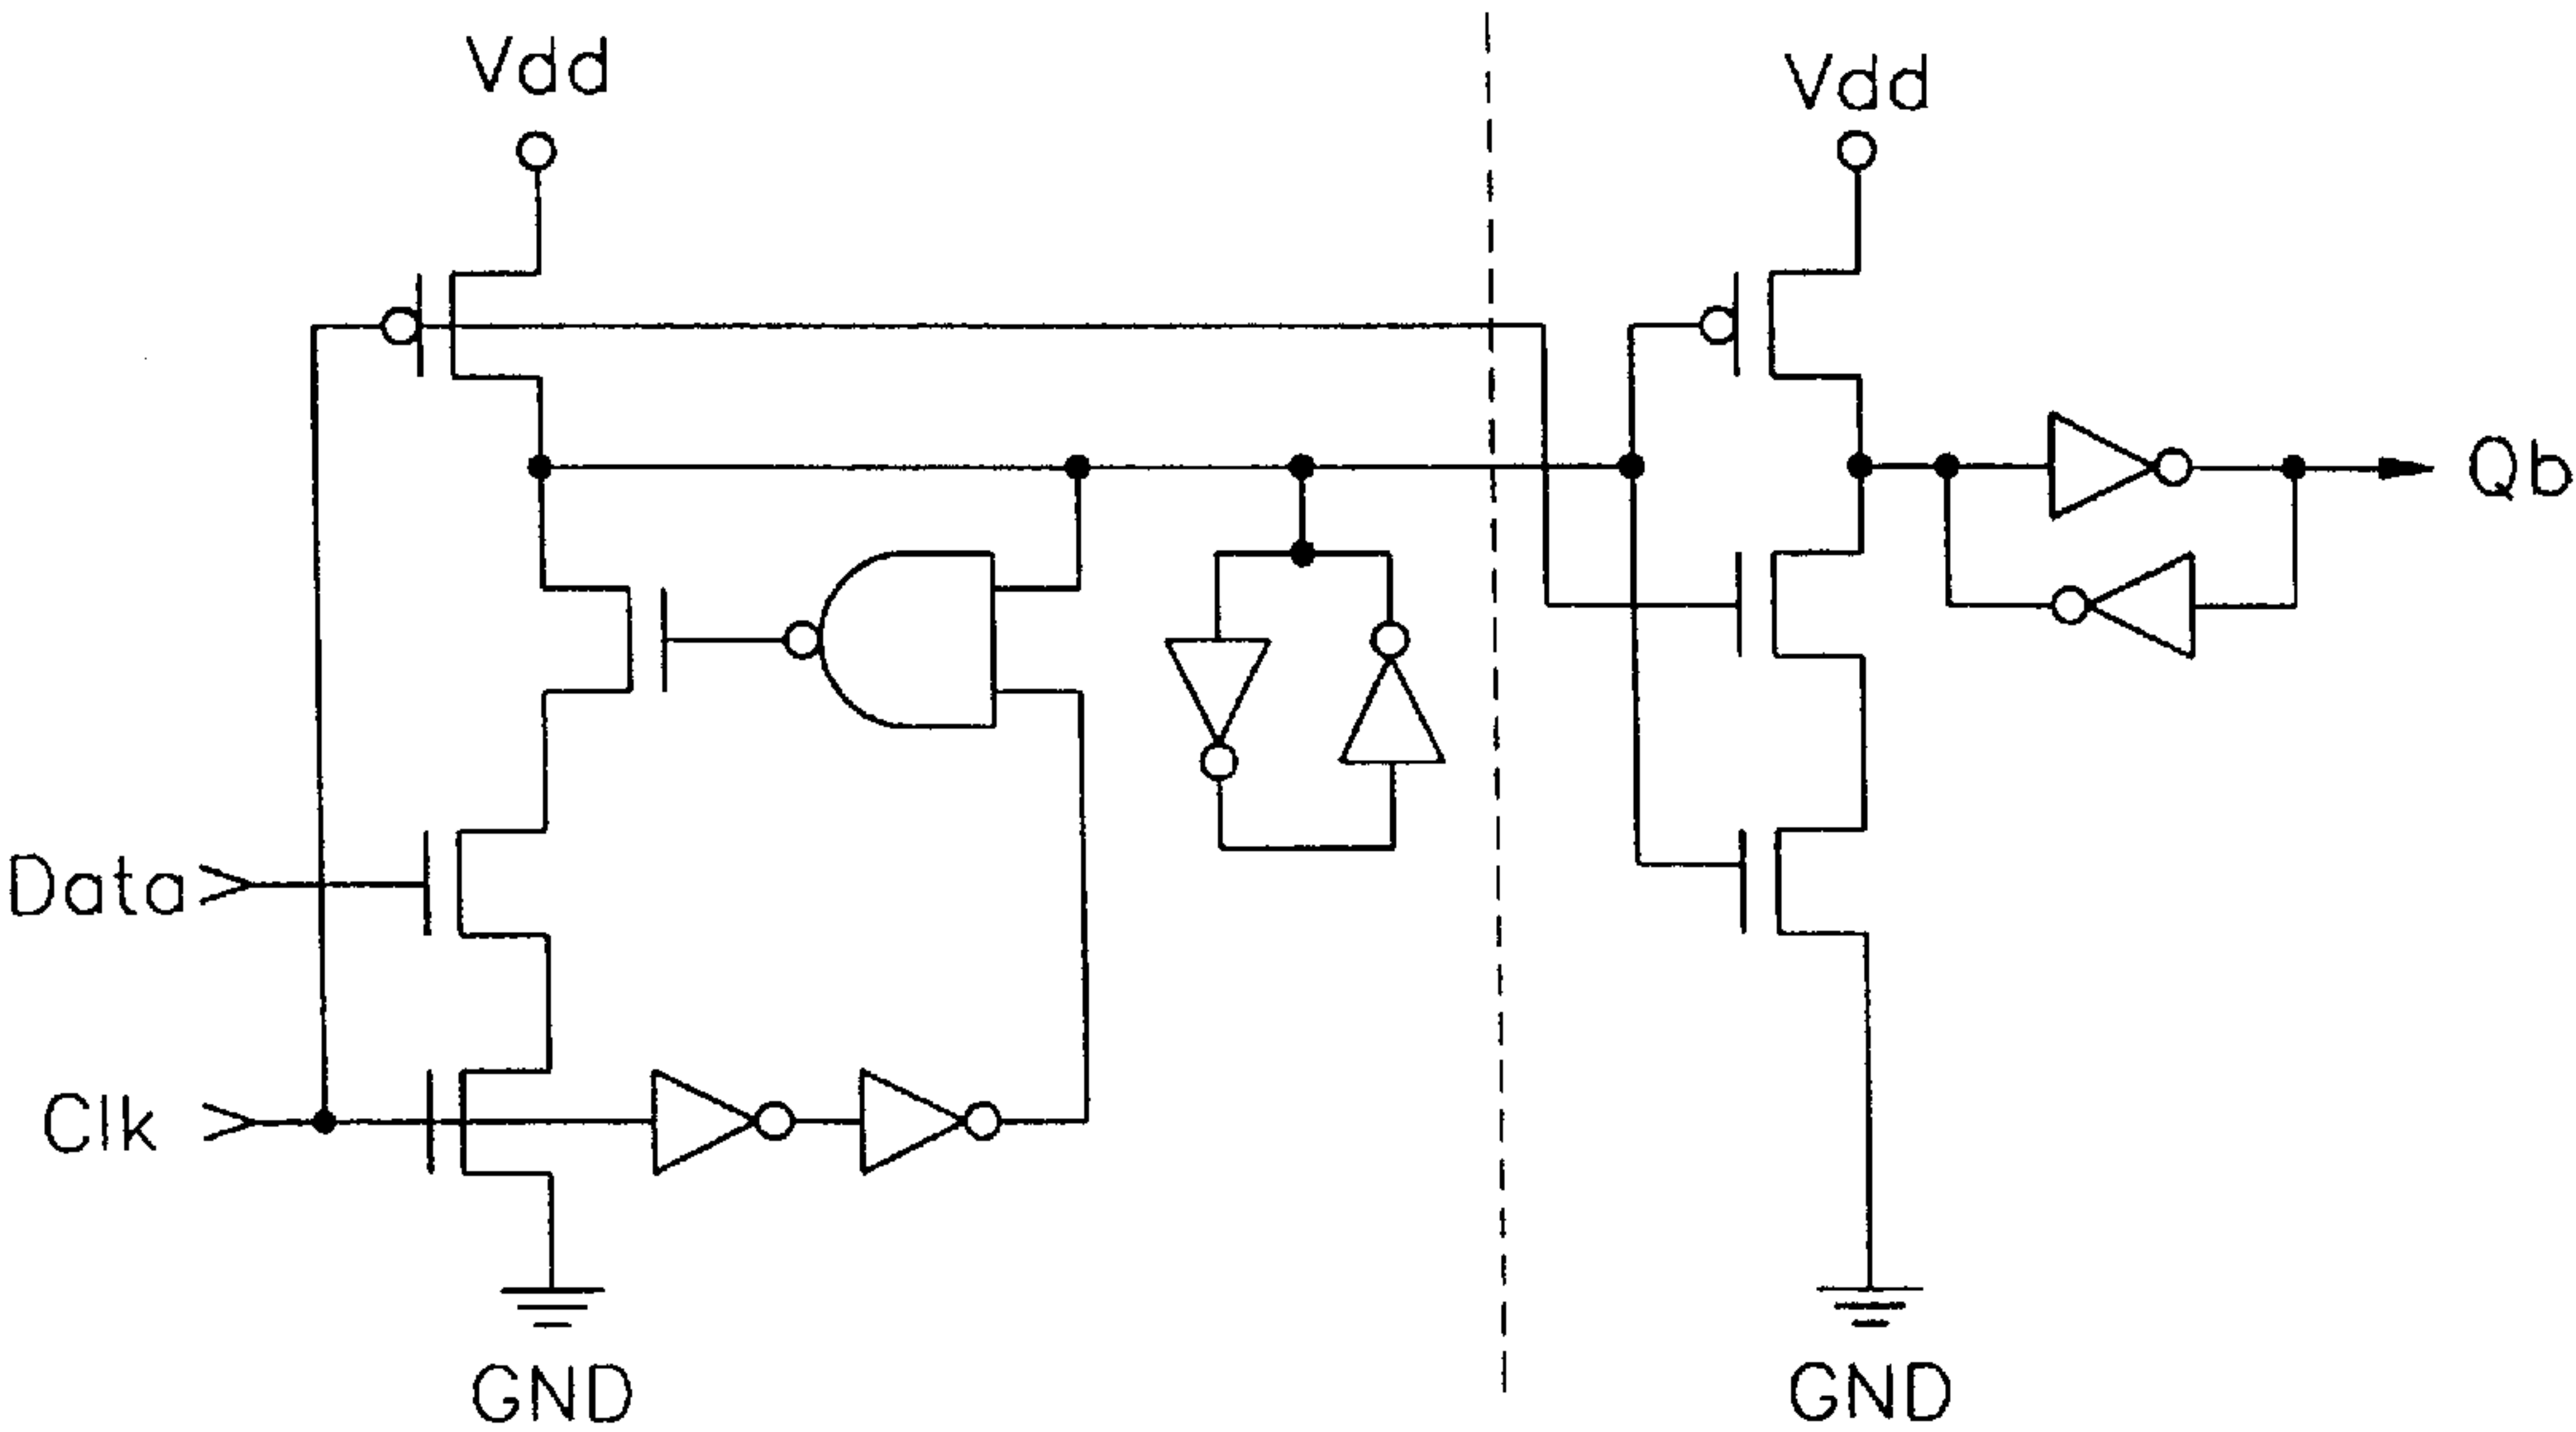 Vdd
Vdd
Qb
Data
Clk
GND
GND